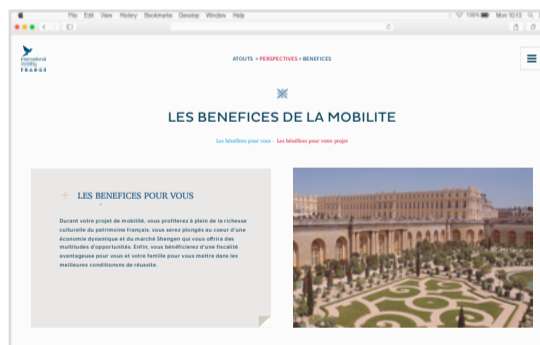 File Edit View History Bookmarks Develop Window Help
100% Mon 10:13
international
mobility
FRANCE
ATOUTS > PERSPECTIVES > BENEFICES
LES BENEFICES DE LA MOBILITE
Les bénéfices pour vous - Les bénéfices pour votre projet
LES BENEFICES POUR VOUS
Durant votre projet de mobilité, vous profiterez à plein de la richesse
culturelle du patrimoine français, vous serez plongés au coeur d'une
économie dynamique et du marché Shengen qui vous offrira des
multitudes d'opportunités. Enfin, vous bénéficierez d'une fiscalité
avantageuse pour vous et votre famille pour vous mettre dans les
meilleures conditionsns de réussite.